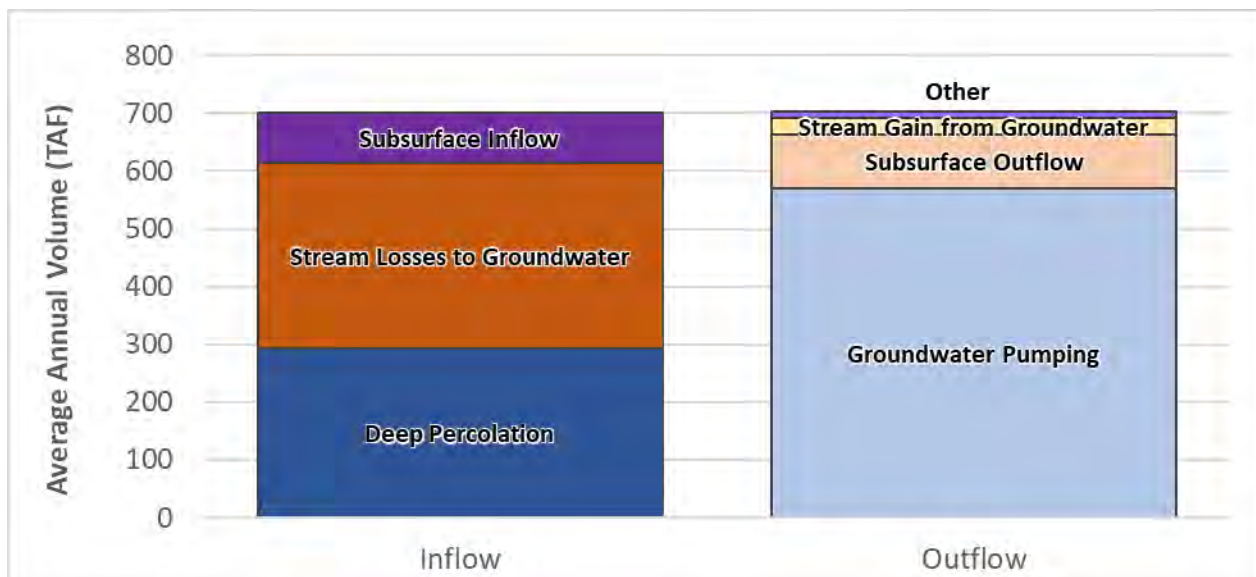 Average Annual Volume (TAF)
800
700
600
500
400
300
200
100
0
Subsurface Inflow
Stream Losses to Groundwater
Deep Percolation
Inflow
Other
Stream Gain from Groundwater
Subsurface Outflow
Groundwater Pumping
Outflow